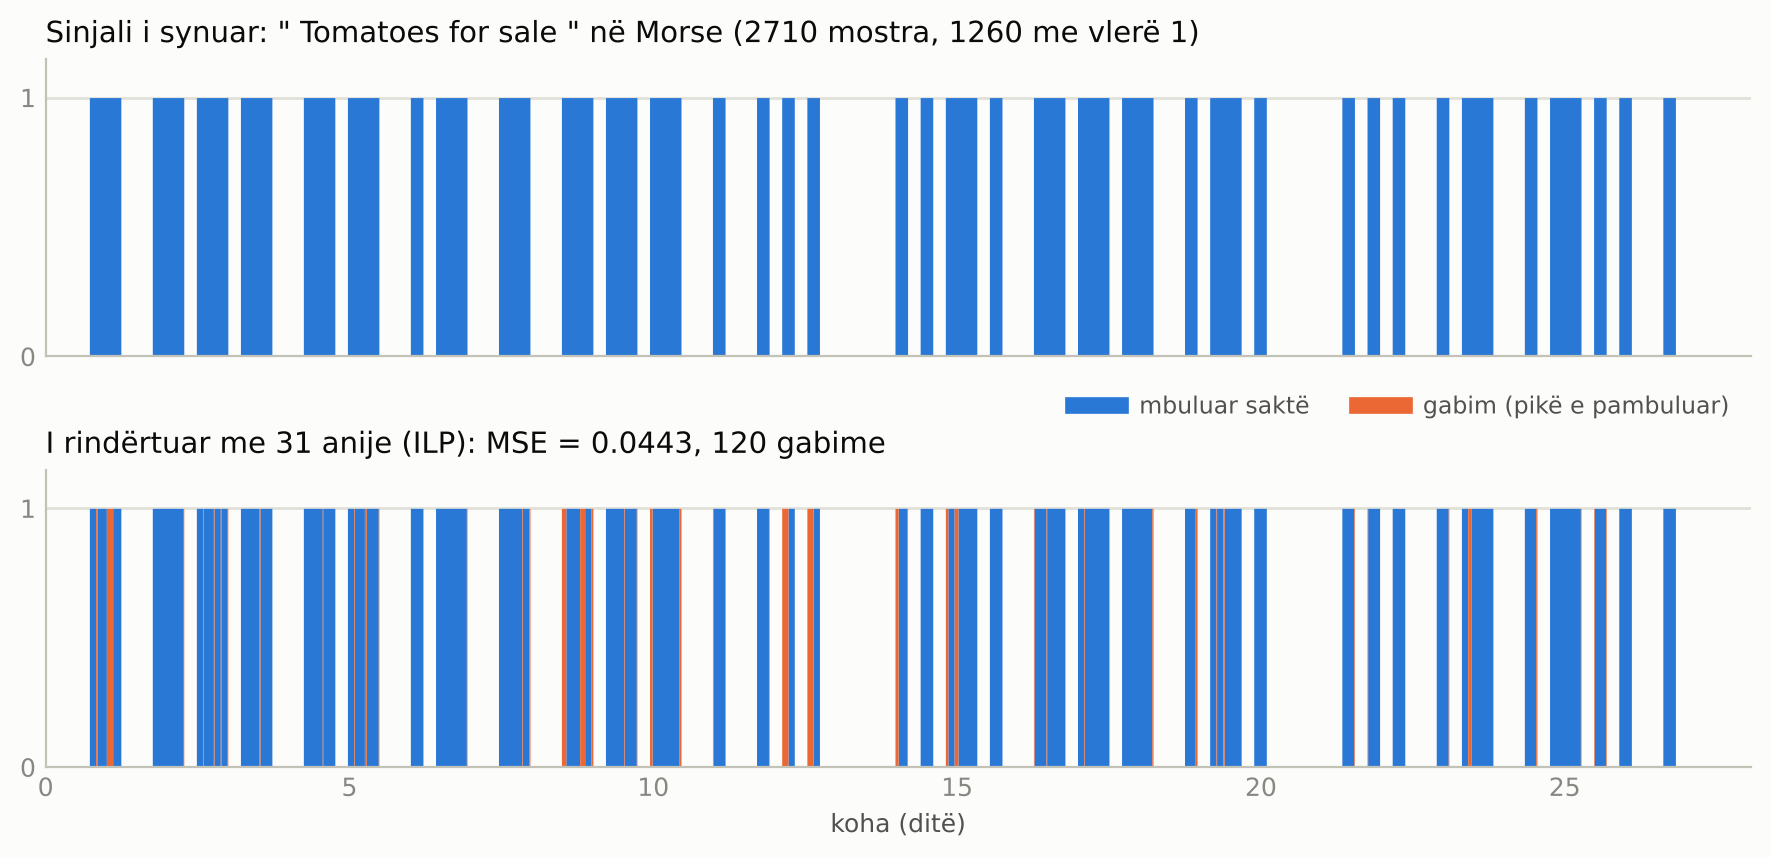 Sinjali i synuar: " Tomatoes for sale " në Morse (2710 mostra, 1260 me vlerë 1)
1
0
mbuluar saktë
gabim (pikë e pambuluar)
I rindërtuar me 31 anije (ILP): MSE = 0.0443, 120 gabime
1
0
0 5 10 15 20 25
koha (ditë)